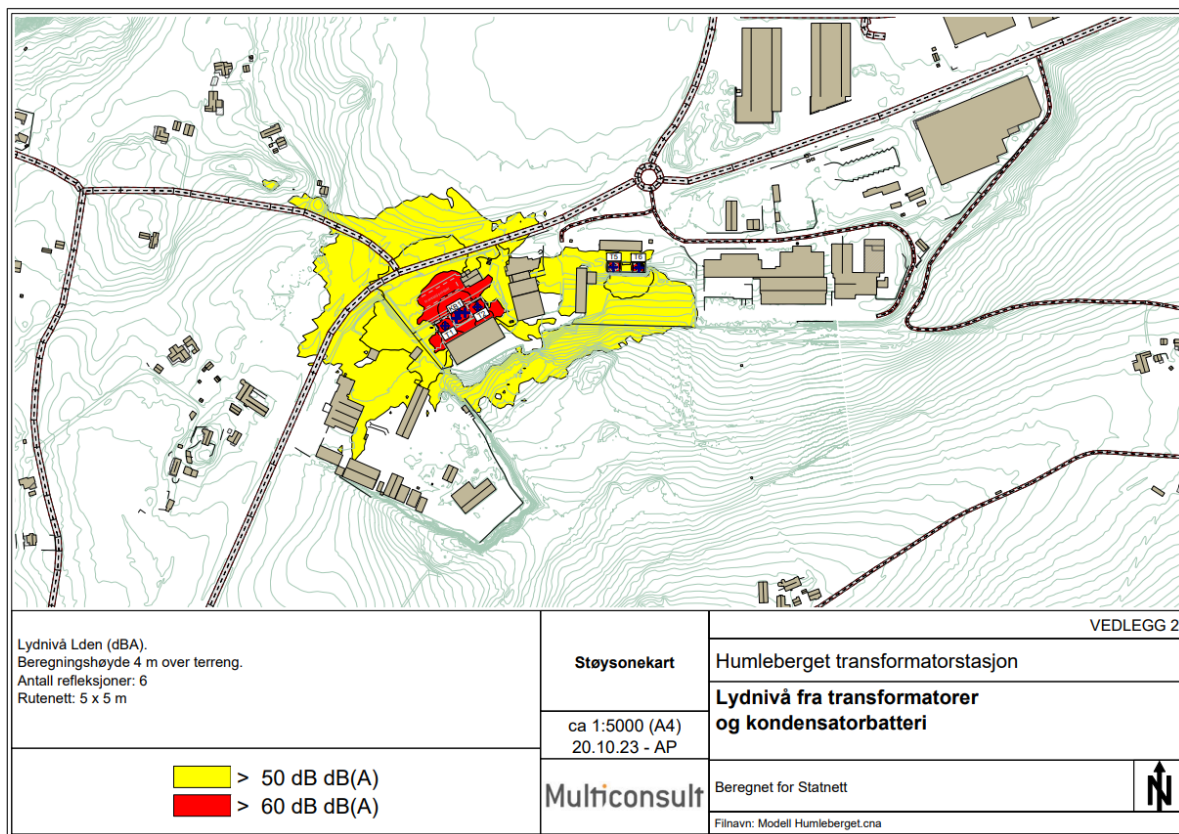 T5 T6
KB1
T1 T2
Lydnivå Lden (dBA).
Beregningshøyde 4 m over terreng.
Antall refleksjoner: 6
Rutenett: 5 x 5 m
> 50 dB dB(A)
> 60 dB dB(A)
Støysonekart
ca 1:5000 (A4)
20.10.23 - AP
Multiconsult
VEDLEGG 2
Humleberget transformatorstasjon
Lydnivå fra transformatorer
og kondensatorbatteri
Beregnet for Statnett
N
Filnavn: Modell Humleberget.cna